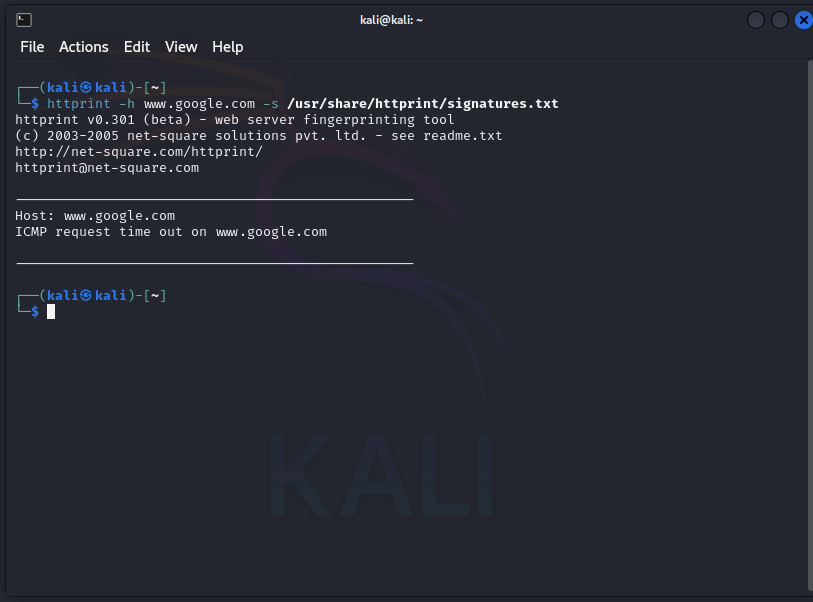 kali@kali: ~
File Actions Edit View Help
┌──(kali㉿kali)-[~]
└─$ httprint -h www.google.com -s /usr/share/httprint/signatures.txt
httprint v0.301 (beta) - web server fingerprinting tool
(c) 2003-2005 net-square solutions pvt. ltd. - see readme.txt
http://net-square.com/httprint/
httprint@net-square.com
Host: www.google.com
ICMP request time out on www.google.com
┌──(kali㉿kali)-[~]
└─$
KALI